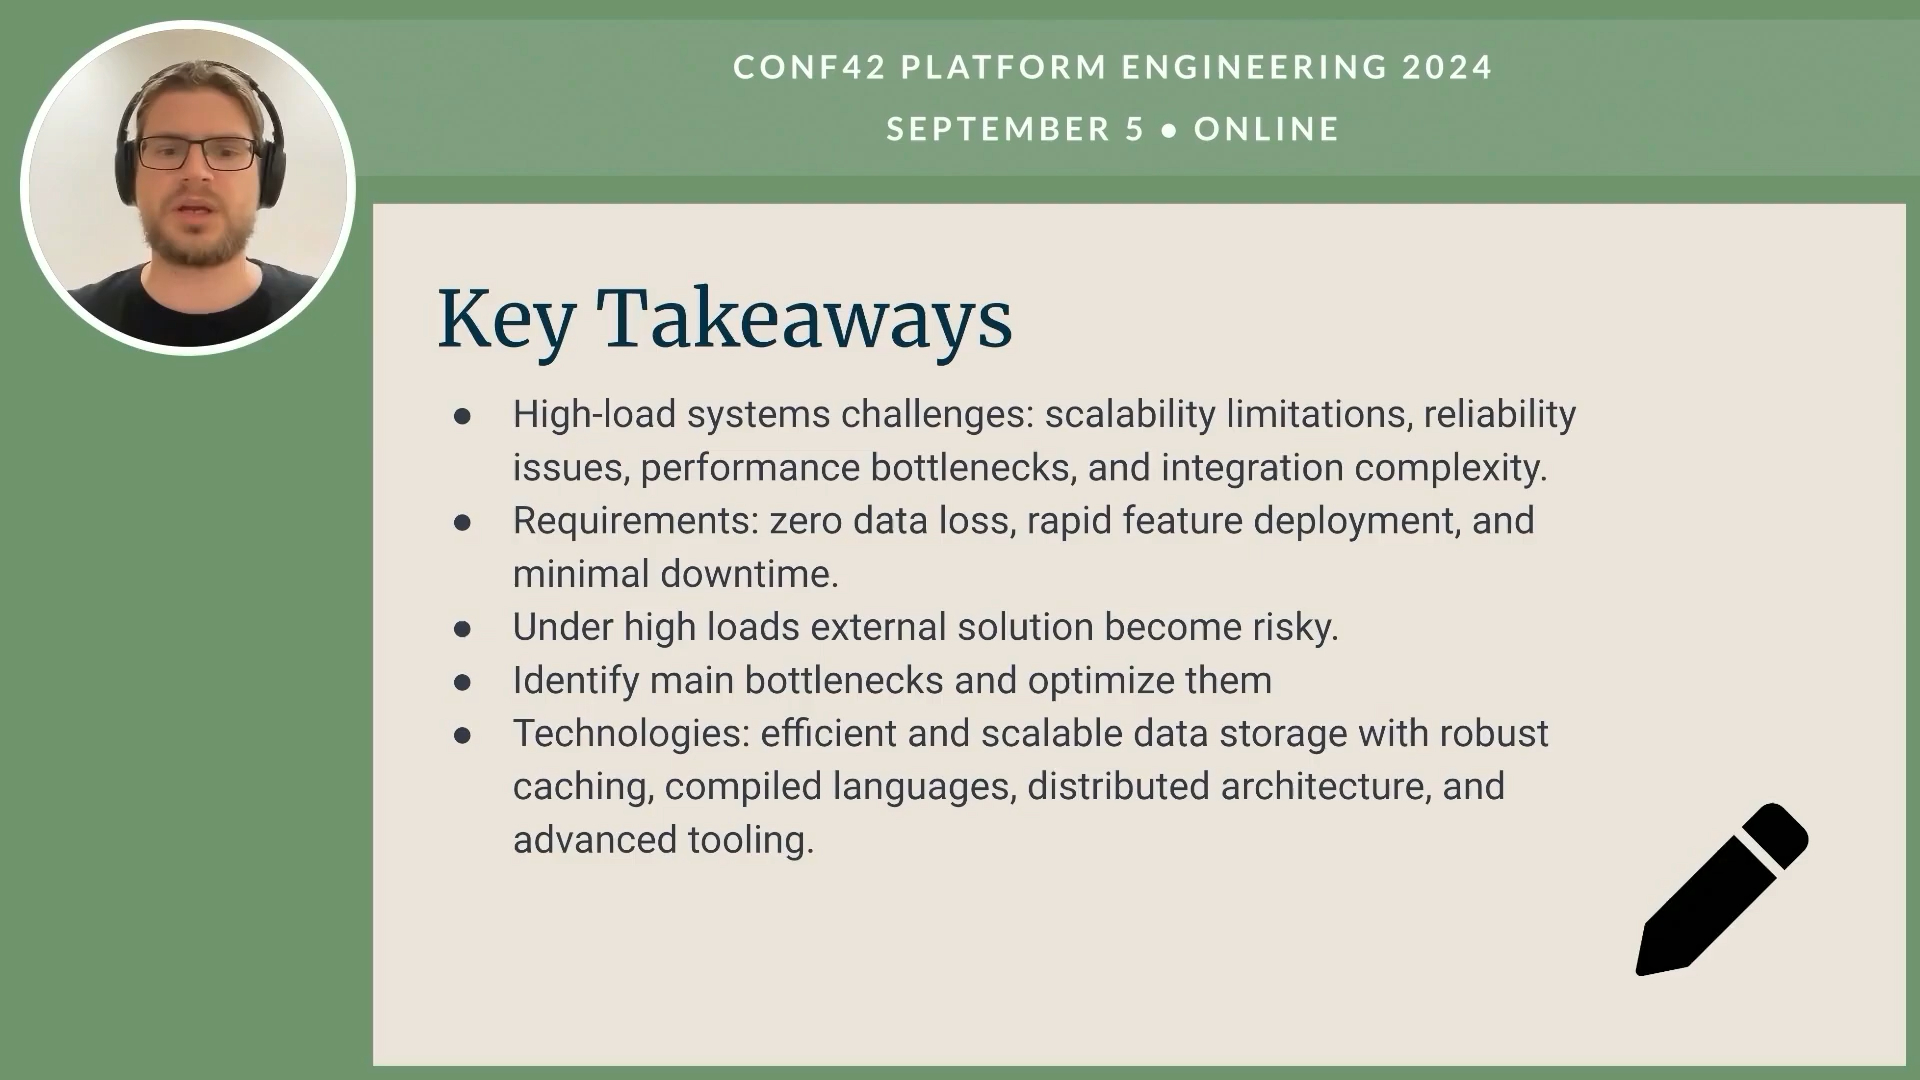 CONF42 PLATFORM ENGINEERING 2024
SEPTEMBER 5 ● ONLINE
Key Takeaways
● High-load systems challenges: scalability limitations, reliability
issues, performance bottlenecks, and integration complexity.
● Requirements: zero data loss, rapid feature deployment, and
minimal downtime.
● Under high loads external solution become risky.
● Identify main bottlenecks and optimize them
● Technologies: efficient and scalable data storage with robust
caching, compiled languages, distributed architecture, and
advanced tooling.